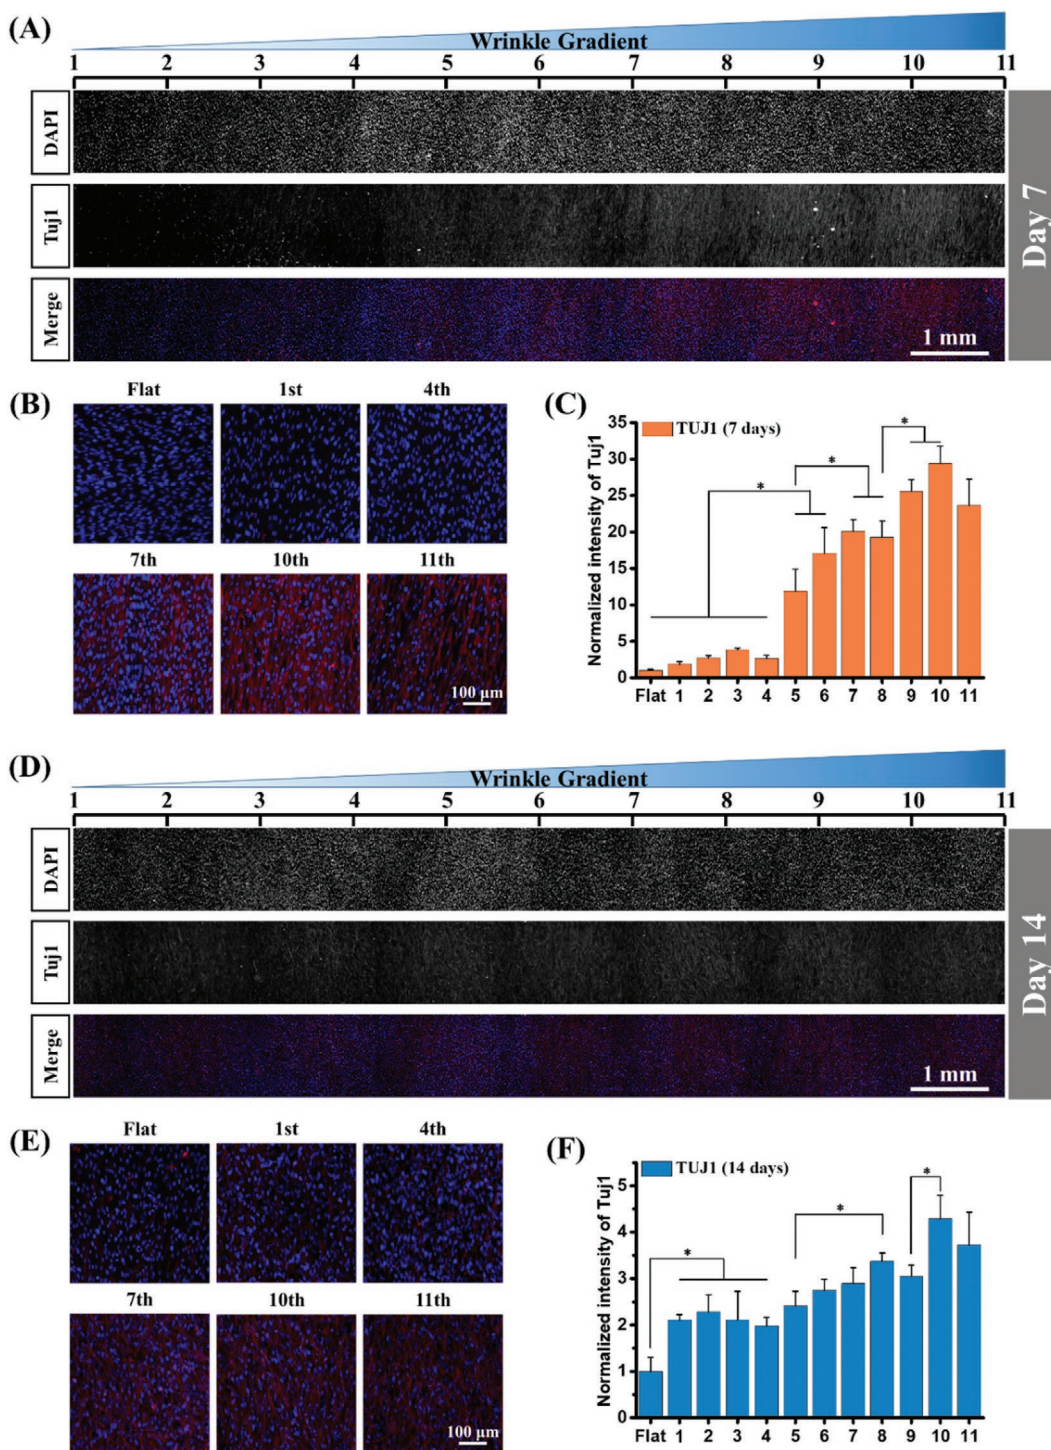 (A)
Wrinkle Gradient
1 2 3 4 5 6 7 8 9 10 11
DAPI
Tuj1
Merge
1 mm
Day 7
(B)
Flat 1st 4th
7th 10th 11th
100 μm
(C)
TUJ1 (7 days)
Normalized intensity of Tuj1
35
30
25
20
15
10
5
0
* * *
Flat 1 2 3 4 5 6 7 8 9 10 11
(D)
Wrinkle Gradient
1 2 3 4 5 6 7 8 9 10 11
DAPI
Tuj1
Merge
1 mm
Day 14
(E)
Flat 1st 4th
7th 10th 11th
100 μm
(F)
TUJ1 (14 days)
Normalized intensity of Tuj1
5
4
3
2
1
0
* * *
Flat 1 2 3 4 5 6 7 8 9 10 11